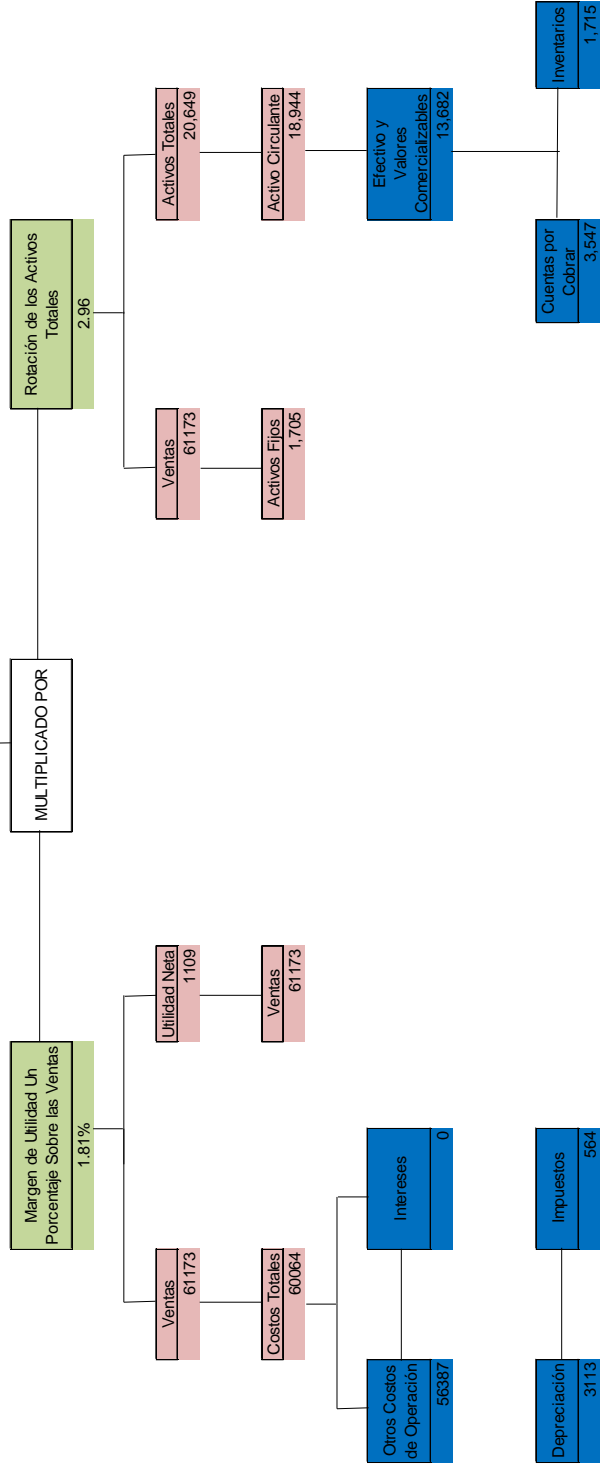 Margen de Utilidad Un
Porcentaje Sobre las Ventas
1.81%
MULTIPLICADO POR
Rotación de los Activos
Totales
2.96
Ventas
61173
Utilidad Neta
1109
Ventas
61173
Activos Totales
20,649
Costos Totales
60064
Ventas
61173
Activos Fijos
1,705
Activo Circulante
18,944
Otros Costos
de Operación
56387
Intereses
0
Efectivo y
Valores
Comercializables
13,682
Depreciación
3113
Impuestos
564
Cuentas por
Cobrar
3,547
Inventarios
1,715